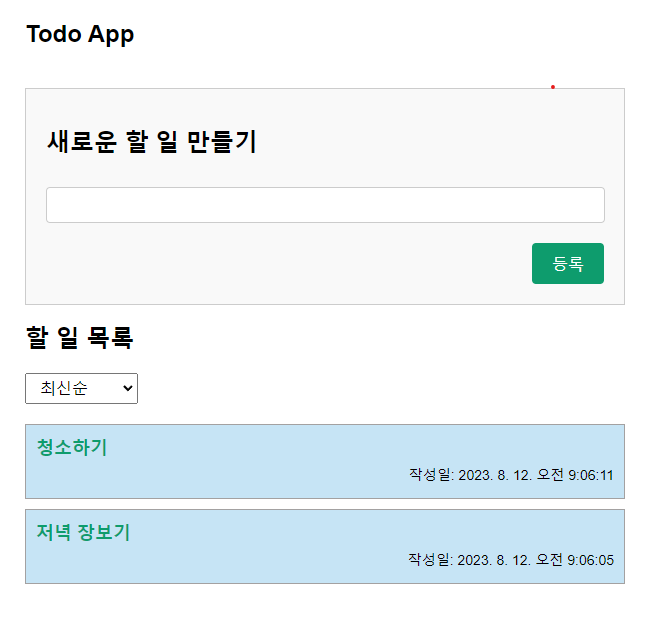 Todo App
새로운 할 일 만들기
등록
할 일 목록
최신순
청소하기
작성일: 2023. 8. 12. 오전 9:06:11
저녁 장보기
작성일: 2023. 8. 12. 오전 9:06:05